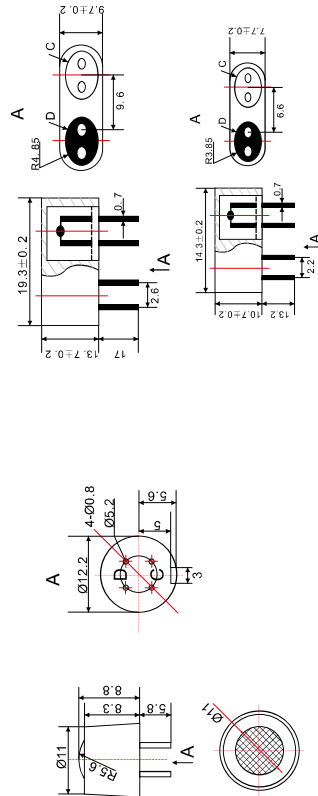 9.7±0.2
C
D
A
R4.85
9.6
7.7±0.2
C
D
A
R3.85
6.6
19.3±0.2
0.7
A
2.6
13.7±0.2
17
14.3±0.2
0.7
A
2.2
10.7±0.2
13.2
A
4-Ø0.8
Ø5.2
Ø12.2
D
C
5.6
5
3
8.8
8.3
5.8
Ø11
R5.6
A
Ø11